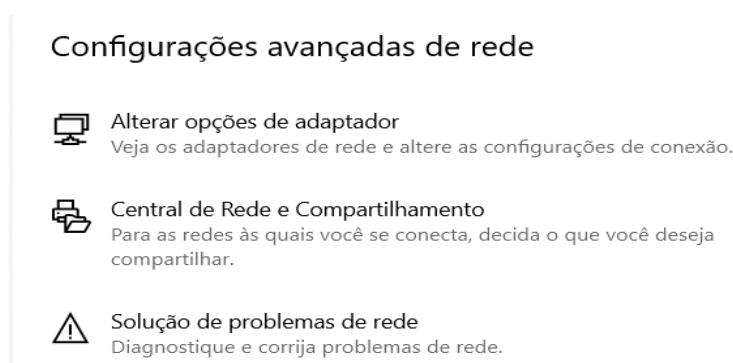 Configurações avançadas de rede
Alterar opções de adaptador
Veja os adaptadores de rede e altere as configurações de conexão.
Central de Rede e Compartilhamento
Para as redes às quais você se conecta, decida o que você deseja
compartilhar.
Solução de problemas de rede
Diagnostique e corrija problemas de rede.